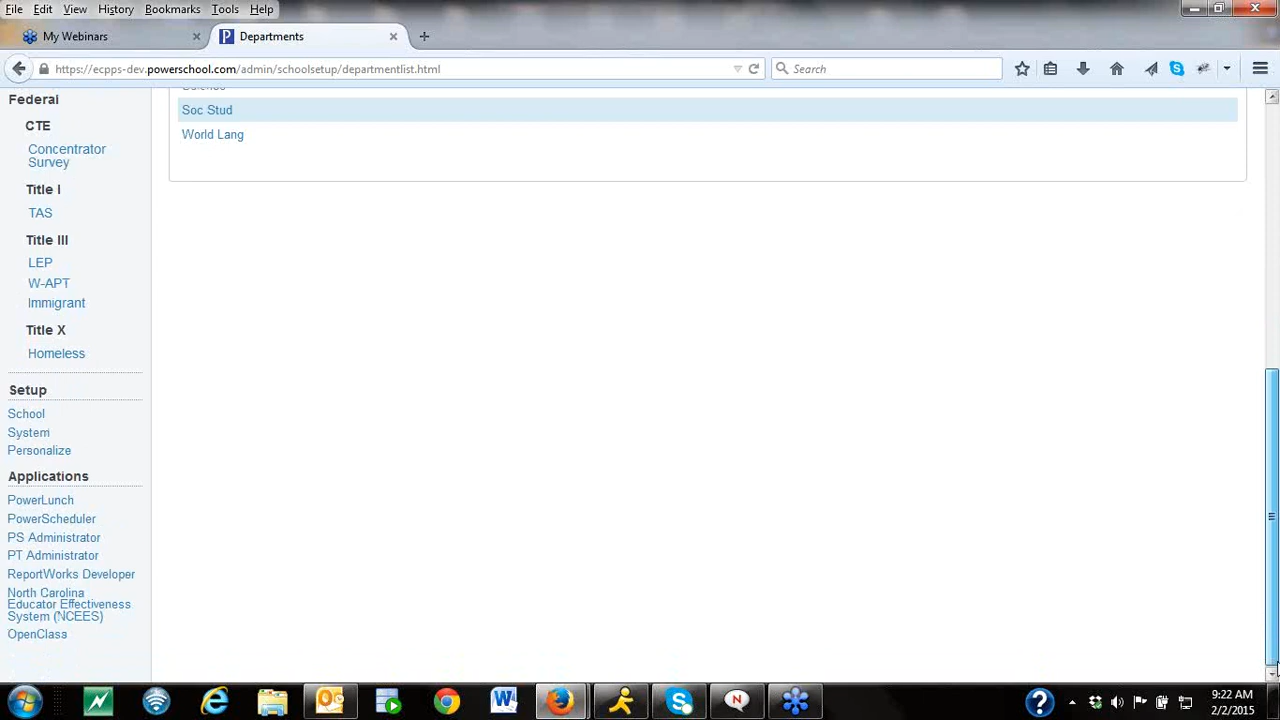 File Edit View History Bookmarks Tools Help
My Webinars × P Departments × +
https://ecpps-dev.powerschool.com/admin/schoolsetup/departmentlist.html Search
Federal
CTE
Concentrator
Survey
Title I
TAS
Title III
LEP
W-APT
Immigrant
Title X
Homeless
Setup
School
System
Personalize
Applications
PowerLunch
PowerScheduler
PS Administrator
PT Administrator
ReportWorks Developer
North Carolina
Educator Effectiveness
System (NCEES)
OpenClass
Soc Stud
World Lang
9:22 AM
2/2/2015